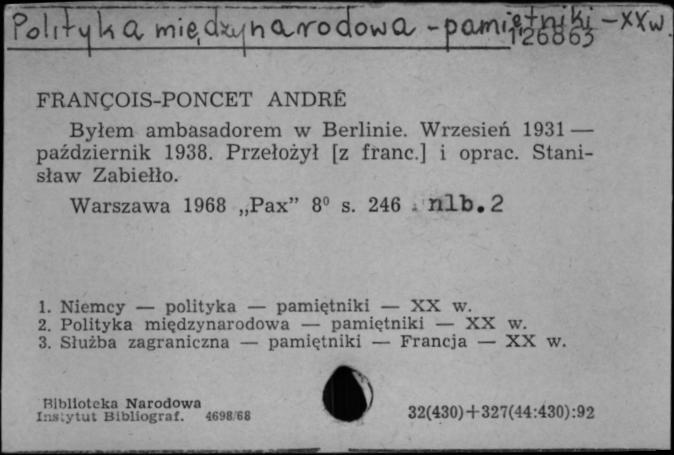 Polityka międzynarodowa - pamiętniki - XX w.
126863
FRANÇOIS-PONCET ANDRÉ
Byłem ambasadorem w Berlinie. Wrzesień 1931 —
październik 1938. Przełożył [z franc.] i oprac. Stani-
sław Zabiełło.
Warszawa 1968 „Pax” 8⁰ s. 246 . nlb. 2
1. Niemcy — polityka — pamiętniki — XX w.
2. Polityka międzynarodowa — pamiętniki — XX w.
3. Służba zagraniczna — pamiętniki — Francja — XX w.
Biblioteka Narodowa
Instytut Bibliograf. 4698/68
32(430)+327(44:430):92